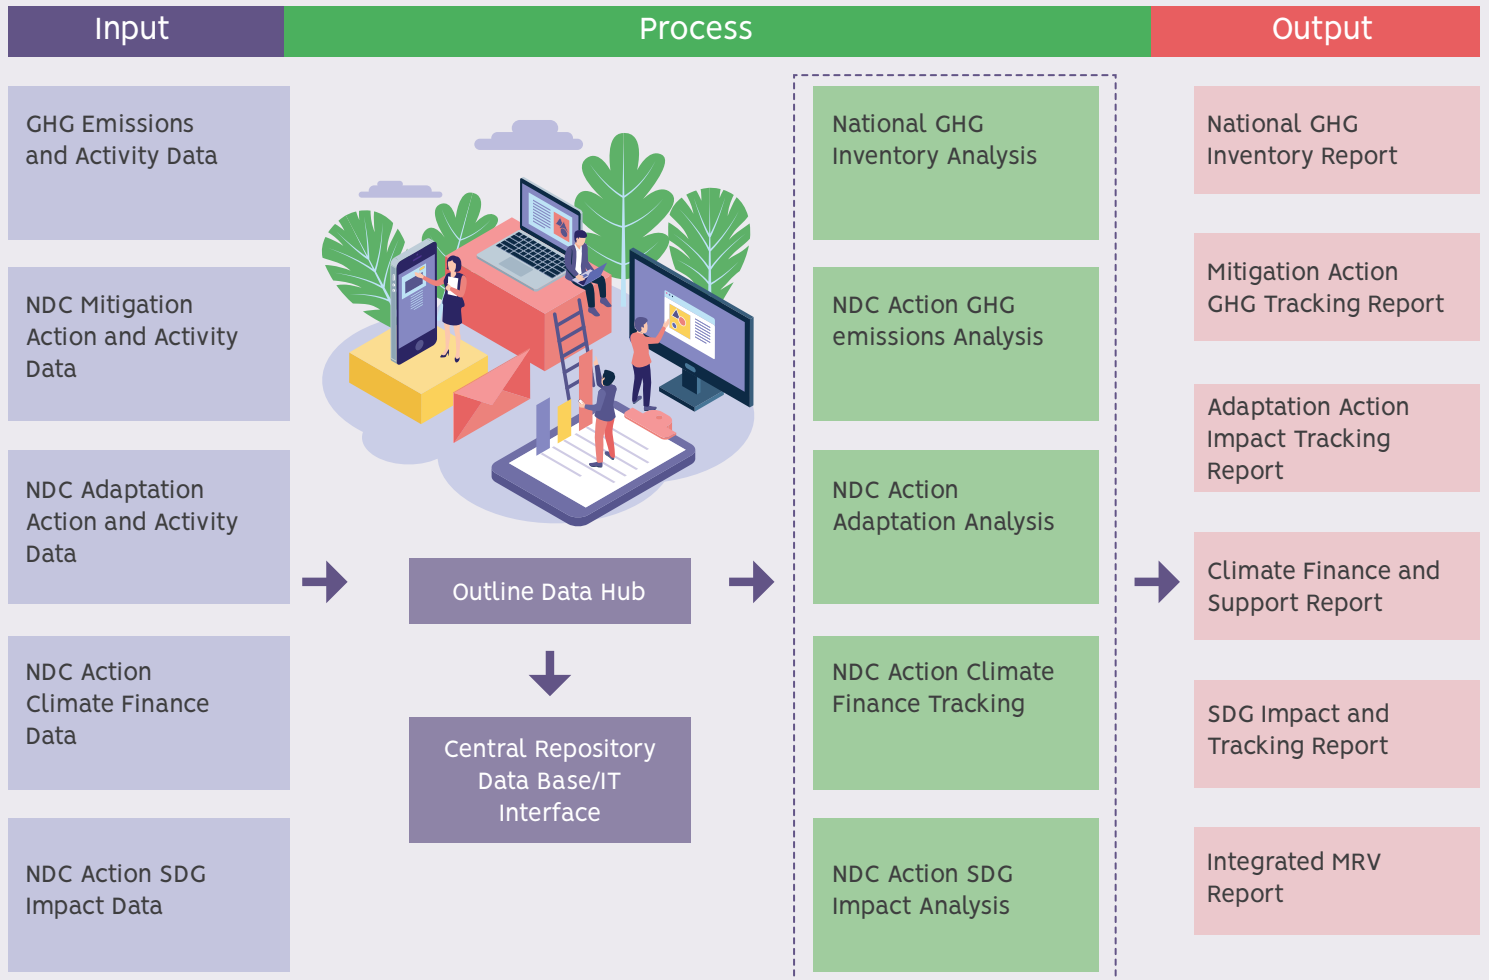 Input
Process
Output
GHG Emissions
and Activity Data
NDC Mitigation
Action and Activity
Data
NDC Adaptation
Action and Activity
Data
NDC Action
Climate Finance
Data
NDC Action SDG
Impact Data
Outline Data Hub
Central Repository
Data Base/IT
Interface
National GHG
Inventory Analysis
NDC Action GHG
emissions Analysis
NDC Action
Adaptation Analysis
NDC Action Climate
Finance Tracking
NDC Action SDG
Impact Analysis
National GHG
Inventory Report
Mitigation Action
GHG Tracking Report
Adaptation Action
Impact Tracking
Report
Climate Finance and
Support Report
SDG Impact and
Tracking Report
Integrated MRV
Report